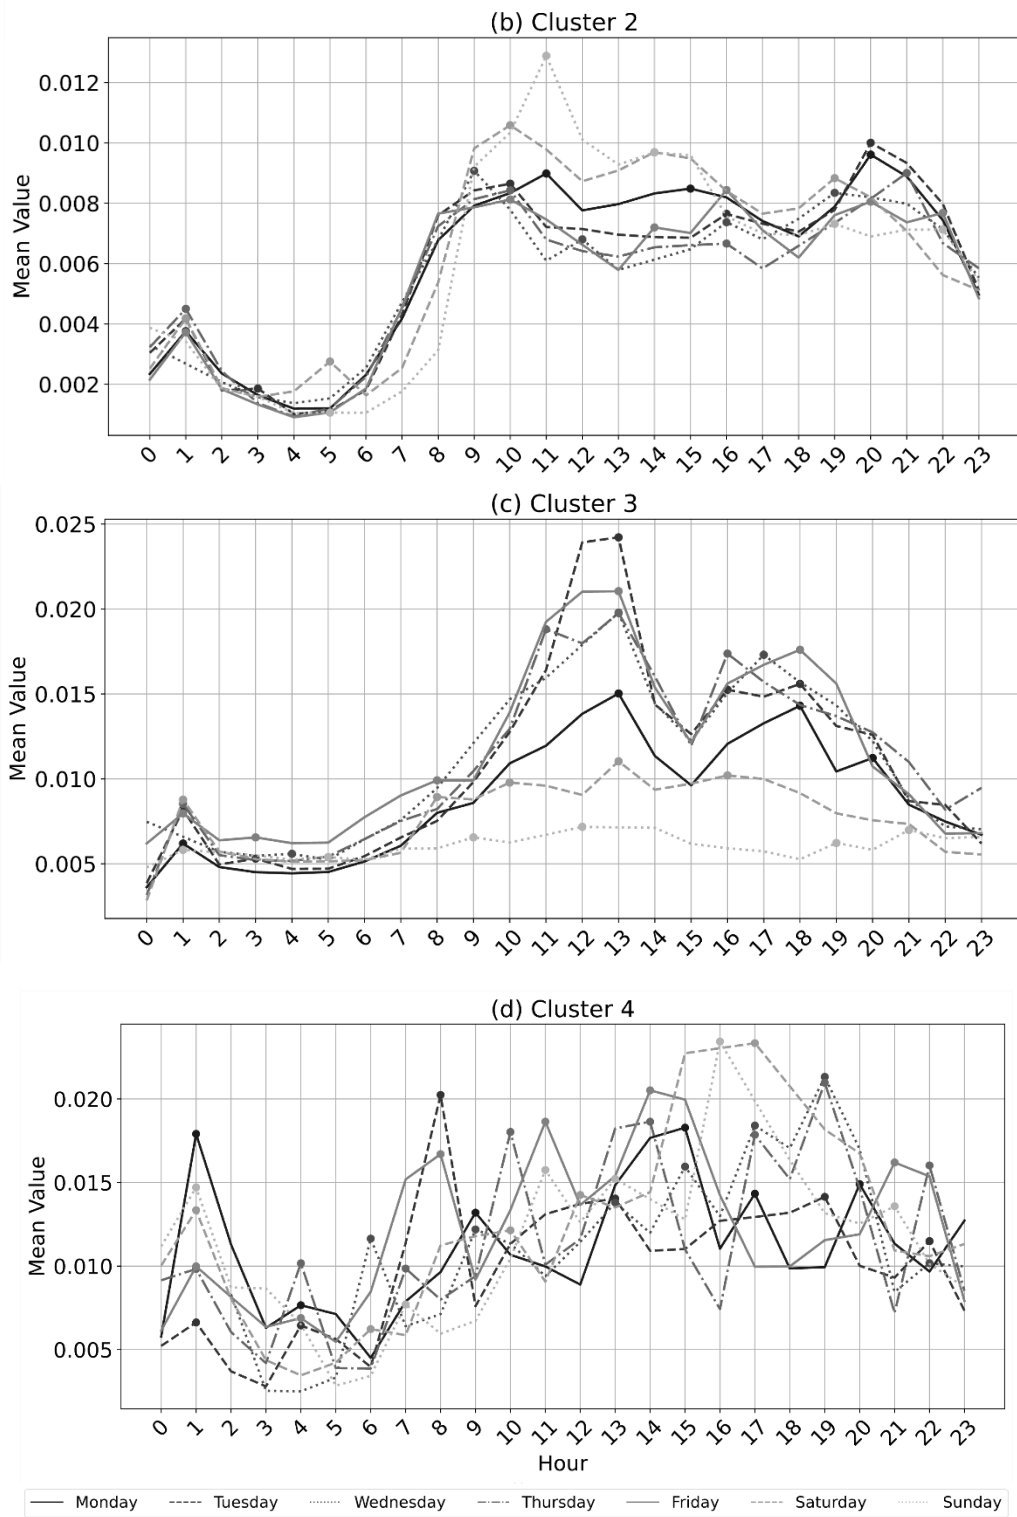 (b) Cluster 2
Mean Value
0.012
0.010
0.008
0.006
0.004
0.002
0 1 2 3 4 5 6 7 8 9 10 11 12 13 14 15 16 17 18 19 20 21 22 23
(c) Cluster 3
Mean Value
0.025
0.020
0.015
0.010
0.005
0 1 2 3 4 5 6 7 8 9 10 11 12 13 14 15 16 17 18 19 20 21 22 23
(d) Cluster 4
Mean Value
0.020
0.015
0.010
0.005
0 1 2 3 4 5 6 7 8 9 10 11 12 13 14 15 16 17 18 19 20 21 22 23
Hour
Monday Tuesday Wednesday Thursday Friday Saturday Sunday